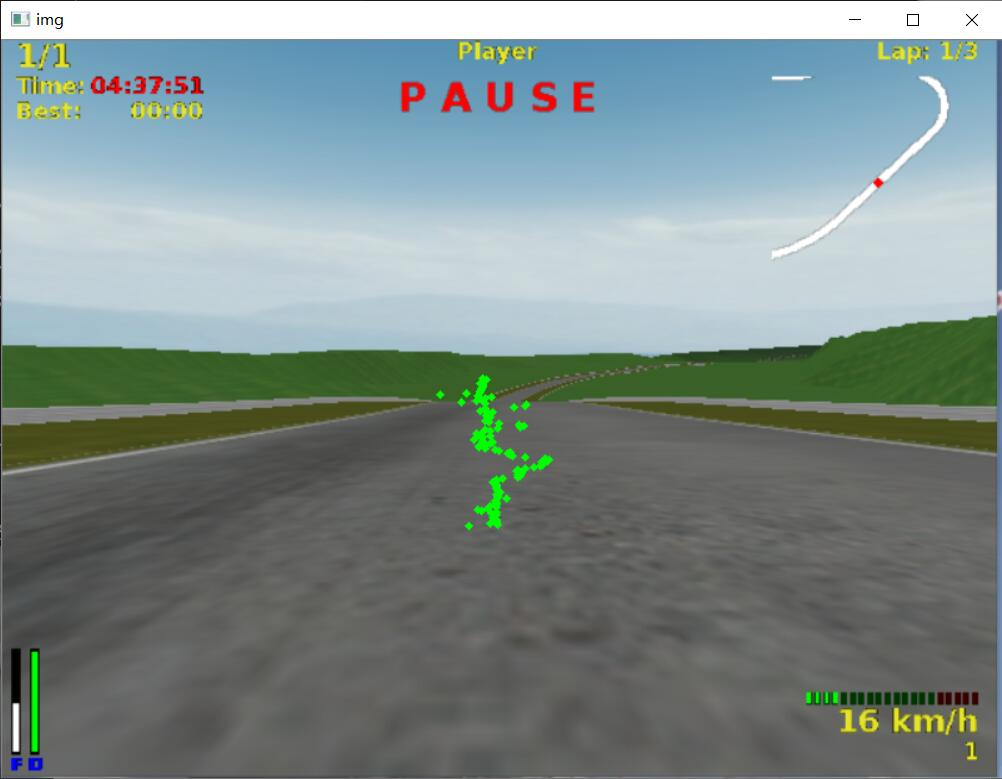 img
1/1
Player
Lap: 1/3
Time: 04:37:51
PAUSE
Best: 00:00
16 km/h
F D
1